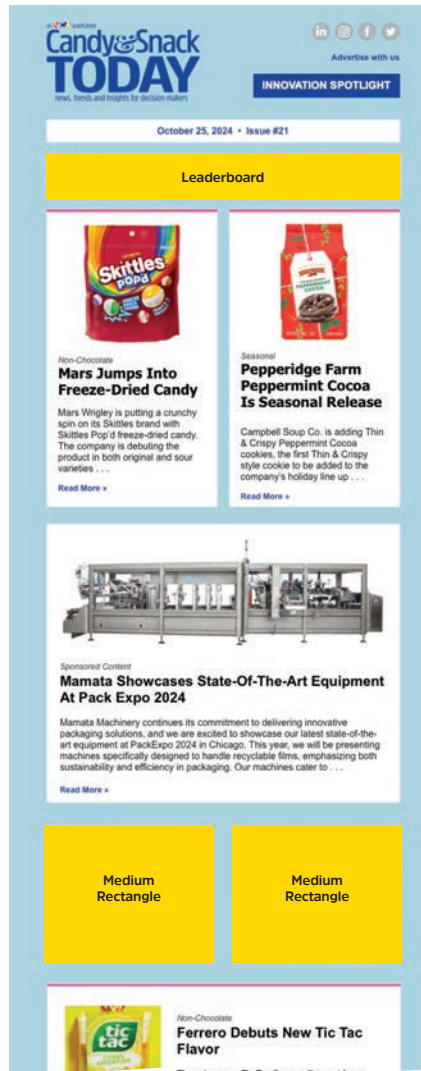 Candy&Snack
TODAY
news, trends and insights for decision-makers
Advertise with us
INNOVATION SPOTLIGHT
October 25, 2024 • Issue #21
Leaderboard
Skittles
POP'd
Non-Chocolate
Mars Jumps Into
Freeze-Dried Candy
Mars Wrigley is putting a crunchy
spin on its Skittles brand with
Skittles Pop'd freeze-dried candy.
The company is debuting the
product in both original and sour
varieties . . .
Read More »
PEPPERMINT
COCOA
Seasonal
Pepperidge Farm
Peppermint Cocoa
Is Seasonal Release
Campbell Soup Co. is adding Thin
& Crispy Peppermint Cocoa
cookies, the first Thin & Crispy
style cookie to be added to the
company's holiday line up . . .
Read More »
Sponsored Content
Mamata Showcases State-Of-The-Art Equipment
At Pack Expo 2024
Mamata Machinery continues its commitment to delivering innovative
packaging solutions, and we are excited to showcase our latest state-of-the-
art equipment at PackExpo 2024 in Chicago. This year, we will be presenting
machines specifically designed to handle recyclable films, emphasizing both
sustainability and efficiency in packaging. Our machines cater to . . .
Read More »
Medium
Rectangle
Medium
Rectangle
tic
tac
Non-Chocolate
Ferrero Debuts New Tic Tac
Flavor